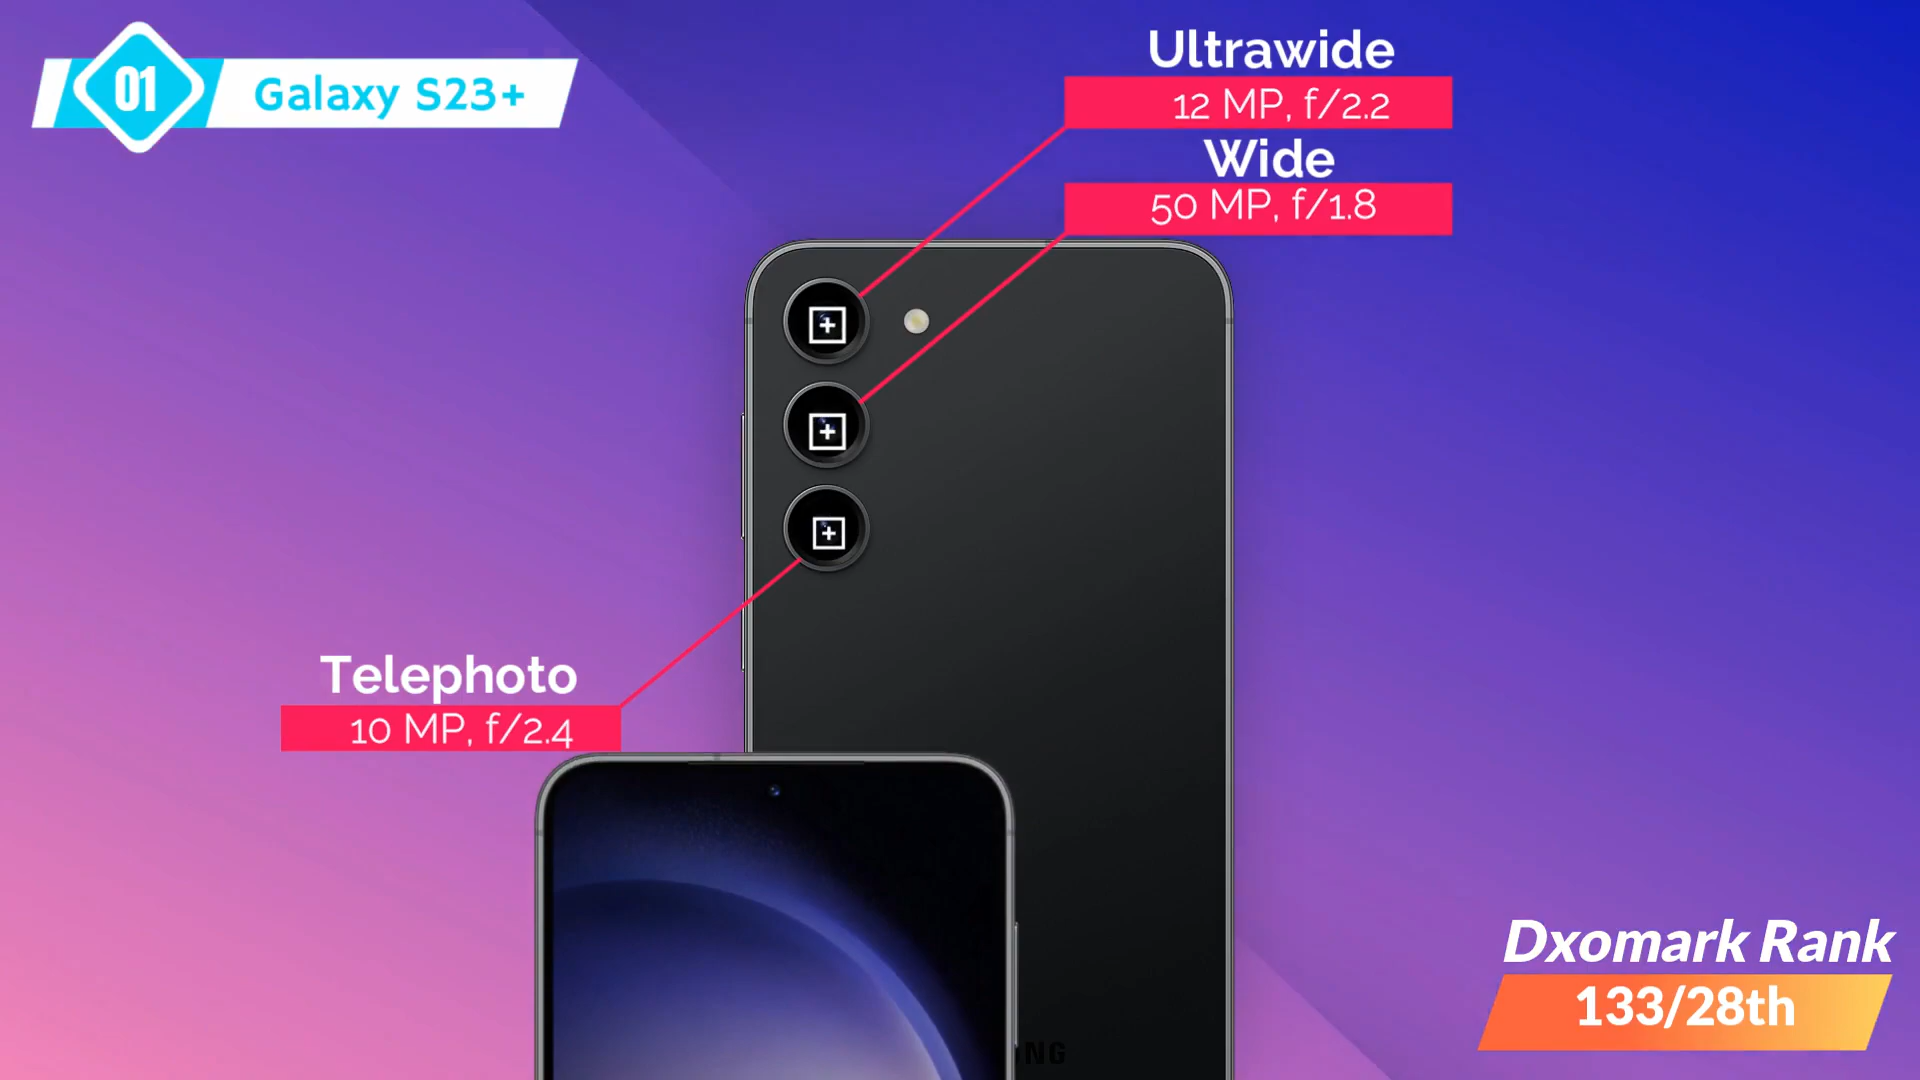 01
Galaxy S23+
Ultrawide
12 MP, f/2.2
Wide
50 MP, f/1.8
Telephoto
10 MP, f/2.4
Dxomark Rank
133/28th
NG